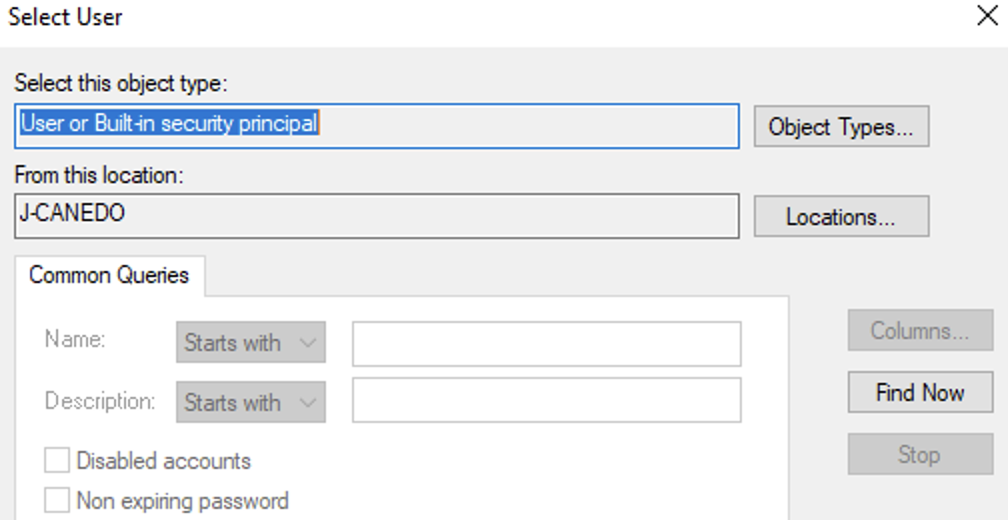 Select User
Select this object type:
User or Built-in security principal
Object Types...
From this location:
J-CANEDO
Locations...
Common Queries
Name:
Starts with
Columns...
Description:
Starts with
Find Now
Disabled accounts
Stop
Non expiring password